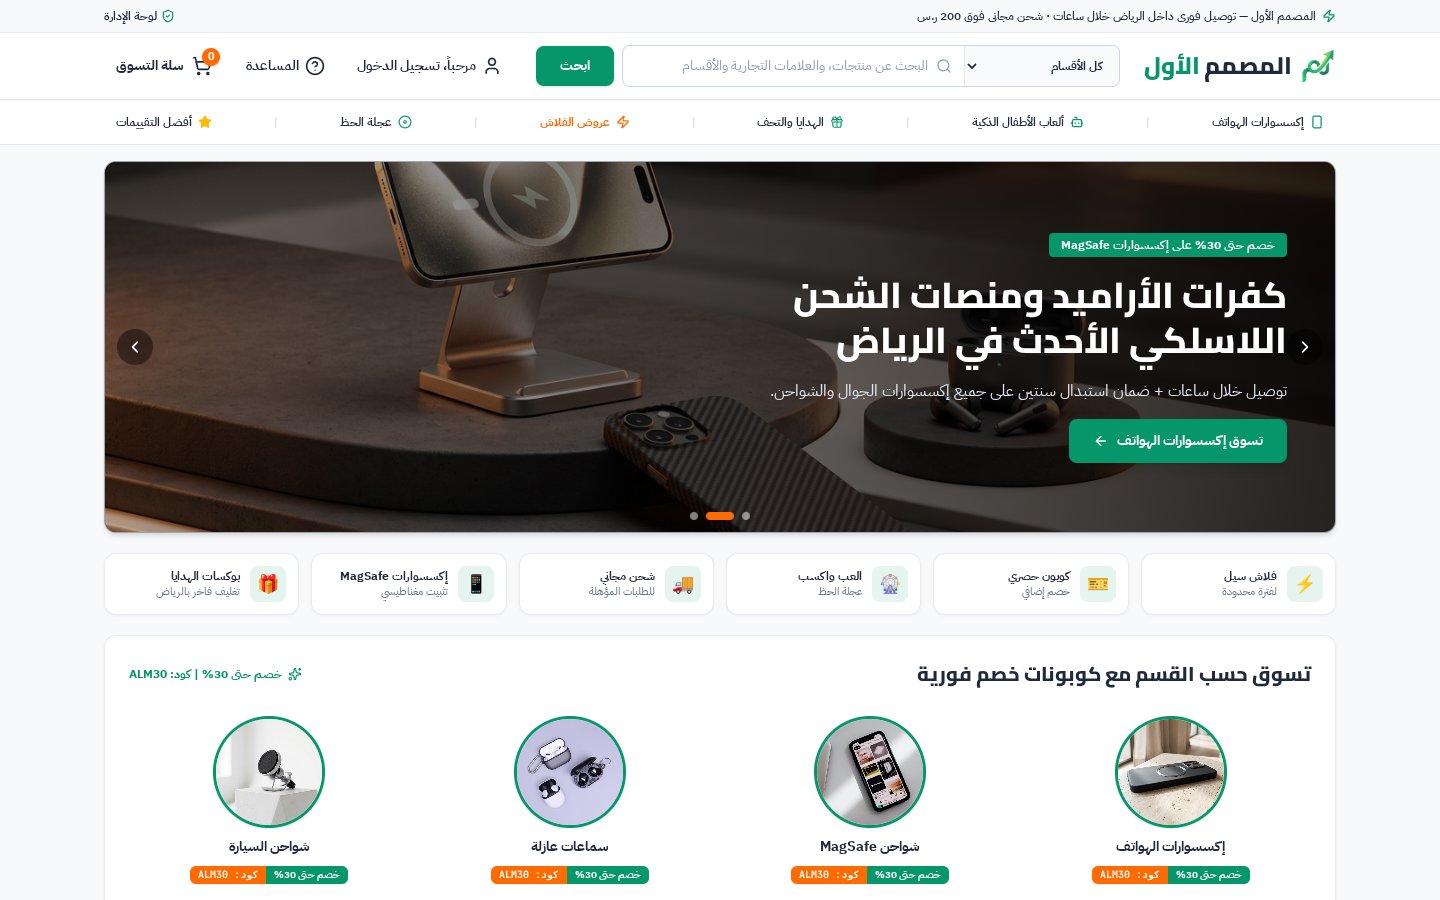 المصمم الأول — توصيل فوري داخل الرياض خلال ساعات · شحن مجاني فوق 200 ر.س
لوحة الإدارة
المصمم الأول
كل الأقسام
البحث عن منتجات، والعلامات التجارية والأقسام
ابحث
مرحباً، تسجيل الدخول
المساعدة
0
سلة التسوق
إكسسوارات الهواتف
ألعاب الأطفال الذكية
الهدايا والتحف
عروض الفلاش
عجلة الحظ
أفضل التقييمات
خصم حتى 30% على إكسسوارات MagSafe
كفرات الأراميد ومنصات الشحن
اللاسلكي الأحدث في الرياض
توصيل خلال ساعات + ضمان استبدال سنتين على جميع إكسسوارات الجوال والشواحن.
تسوق إكسسوارات الهواتف
فلاش سيل
لفترة محدودة
كوبون حصري
خصم إضافي
العب واكسب
عجلة الحظ
شحن مجاني
للطلبات المؤهلة
إكسسوارات MagSafe
تثبيت مغناطيسي
بوكسات الهدايا
تغليف فاخر بالرياض
تسوق حسب القسم مع كوبونات خصم فورية
خصم حتى 30% | كود: ALM30
إكسسوارات الهواتف
خصم حتى 30%
كود: ALM30
شواحن MagSafe
خصم حتى 30%
كود: ALM30
سماعات عازلة
خصم حتى 30%
كود: ALM30
شواحن السيارة
خصم حتى 30%
كود: ALM30